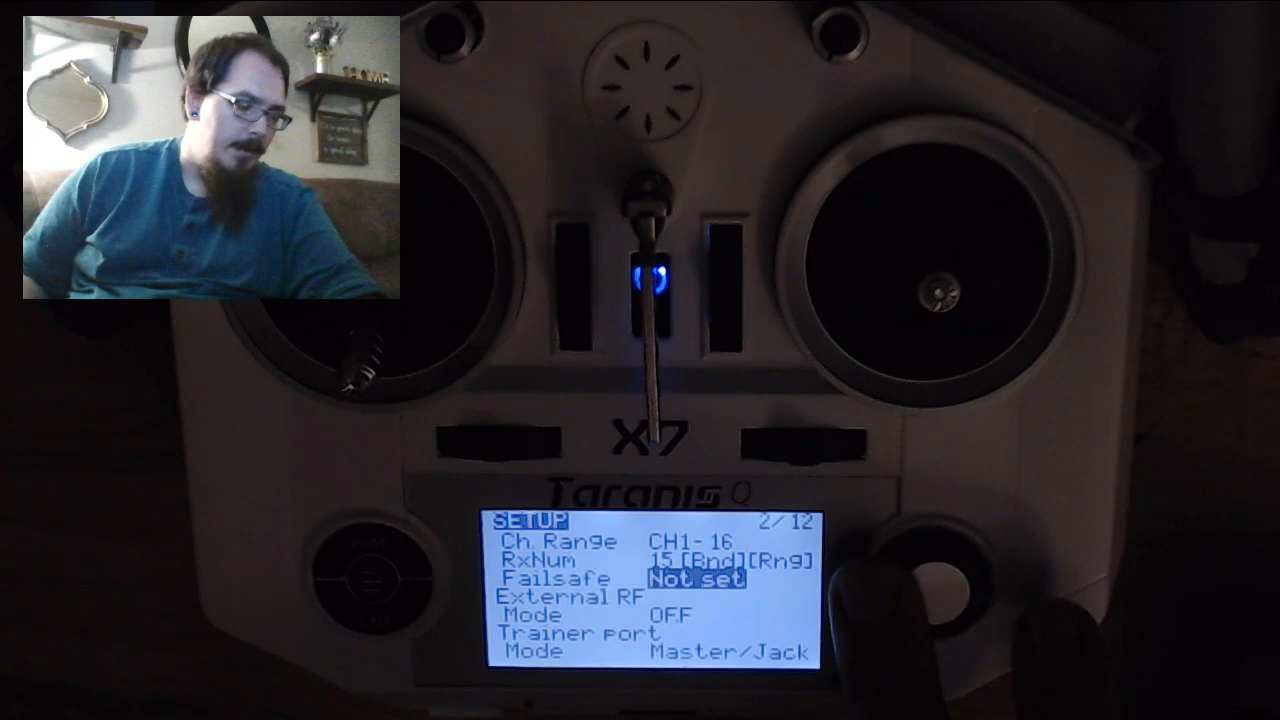 HOME
X7
Taranis Q
SETUP 2/12
Ch. Range CH1-16
RxNum 15 [Bnd][Rng]
Failsafe Not set
External RF
Mode OFF
Trainer port
Mode Master/Jack